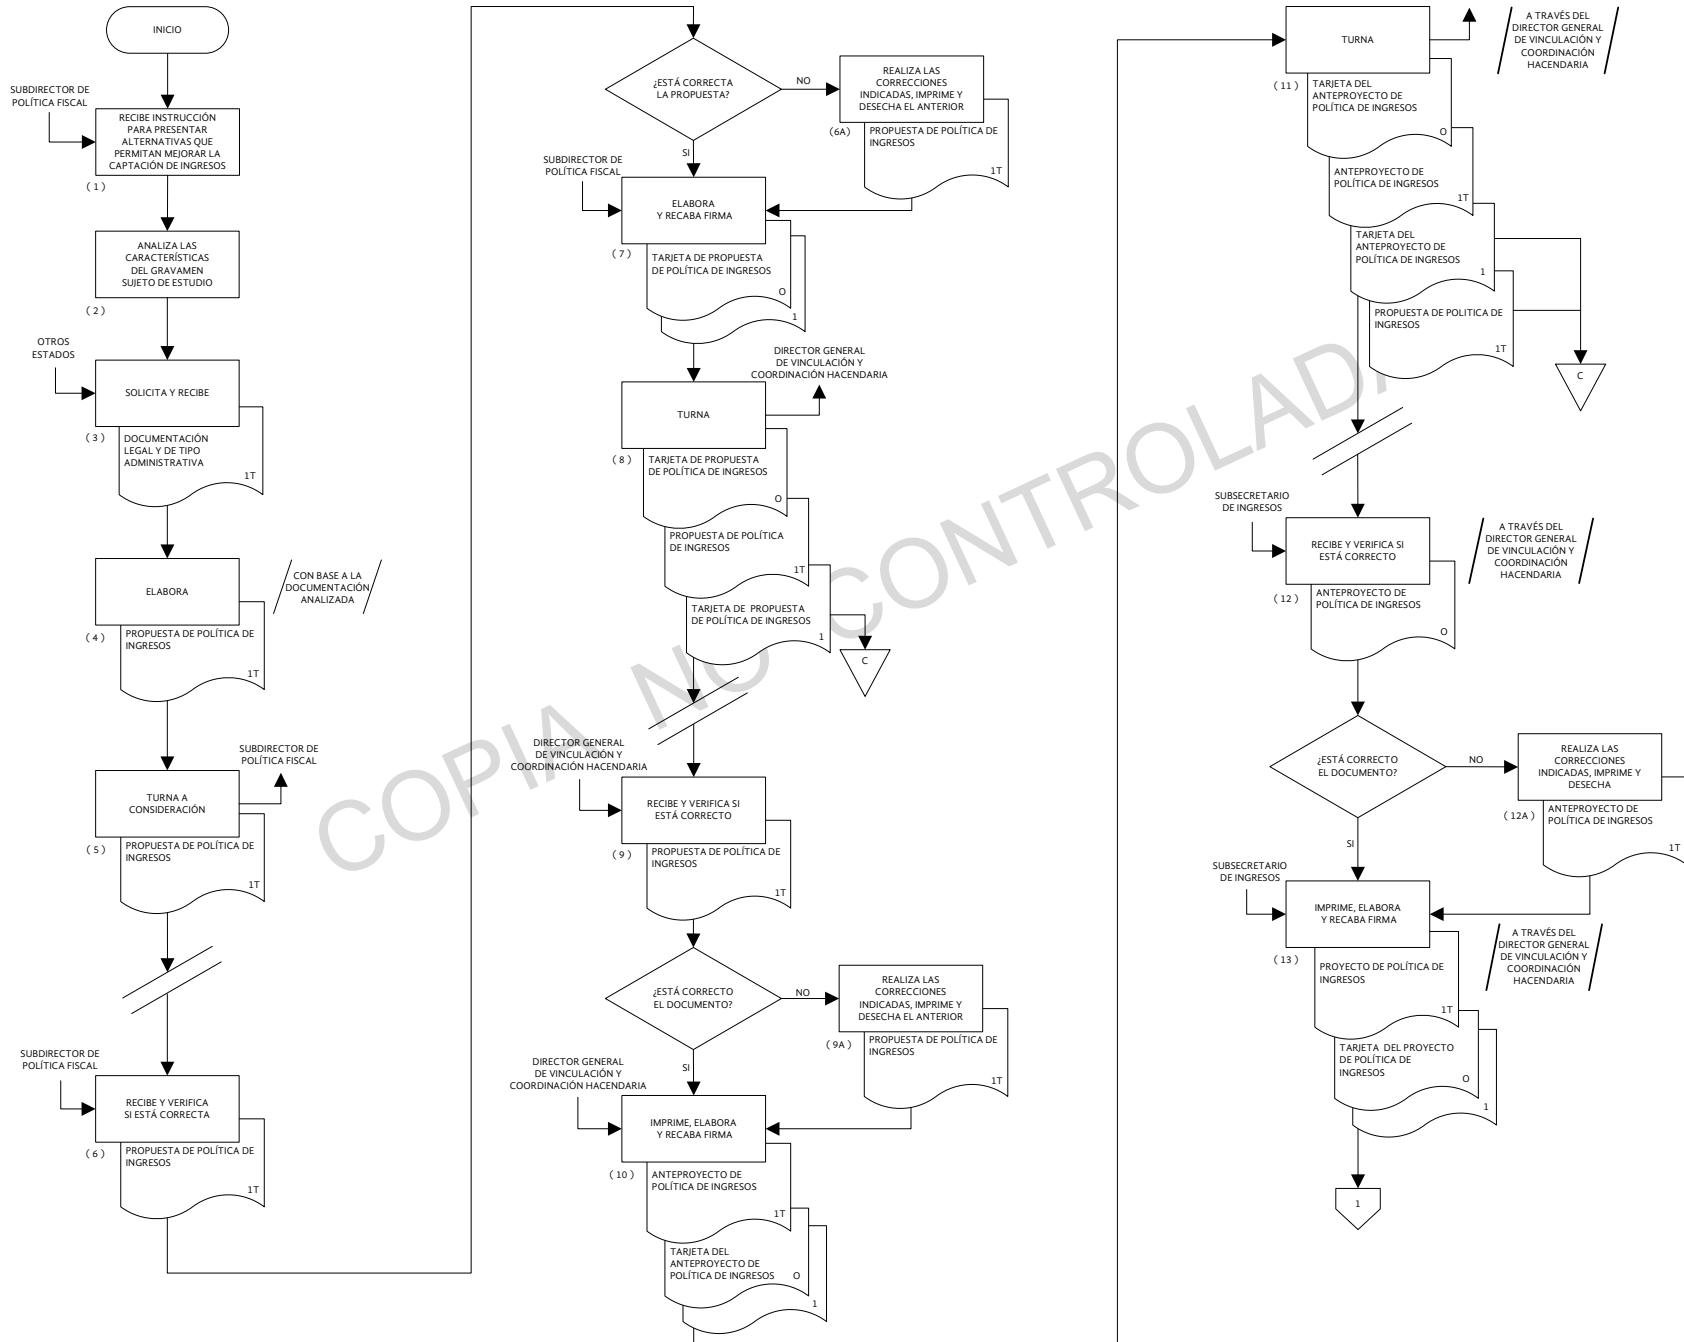 INICIO
SUBDIRECTOR DE
POLÍTICA FISCAL
RECIBE INSTRUCCIÓN
PARA PRESENTAR
ALTERNATIVAS QUE
PERMITAN MEJORAR LA
CAPTACIÓN DE INGRESOS
( 1 )
ANALIZA LAS
CARACTERÍSTICAS
DEL GRAVAMEN
SUJETO DE ESTUDIO
( 2 )
OTROS
ESTADOS
SOLICITA Y RECIBE
( 3 )
DOCUMENTACIÓN
LEGAL Y DE TIPO
ADMINISTRATIVA
1T
ELABORA
CON BASE A LA
DOCUMENTACIÓN
ANALIZADA
( 4 )
PROPUESTA DE POLÍTICA DE
INGRESOS
1T
SUBDIRECTOR DE
POLÍTICA FISCAL
TURNA A
CONSIDERACIÓN
( 5 )
PROPUESTA DE POLÍTICA DE
INGRESOS
1T
SUBDIRECTOR DE
POLÍTICA FISCAL
RECIBE Y VERIFICA
SI ESTÁ CORRECTA
( 6 )
PROPUESTA DE POLÍTICA DE
INGRESOS
1T
¿ESTÁ CORRECTA
LA PROPUESTA?
NO
REALIZA LAS
CORRECCIONES
INDICADAS, IMPRIME Y
DESECHA EL ANTERIOR
(6A)
PROPUESTA DE POLÍTICA DE
INGRESOS
1T
SI
SUBDIRECTOR DE
POLÍTICA FISCAL
ELABORA
Y RECABA FIRMA
( 7 )
TARJETA DE PROPUESTA
DE POLÍTICA DE INGRESOS
O
1
DIRECTOR GENERAL
DE VINCULACIÓN Y
COORDINACIÓN HACENDARIA
TURNA
( 8 )
TARJETA DE PROPUESTA
DE POLÍTICA DE INGRESOS
O
PROPUESTA DE POLÍTICA
DE INGRESOS
1T
TARJETA DE PROPUESTA
DE POLÍTICA DE INGRESOS
1
C
DIRECTOR GENERAL
DE VINCULACIÓN Y
COORDINACIÓN HACENDARIA
RECIBE Y VERIFICA SI
ESTÁ CORRECTO
( 9 )
PROPUESTA DE POLÍTICA DE
INGRESOS
1T
¿ESTÁ CORRECTO
EL DOCUMENTO?
NO
REALIZA LAS
CORRECCIONES
INDICADAS, IMPRIME Y
DESECHA EL ANTERIOR
( 9A )
PROPUESTA DE POLÍTICA DE
INGRESOS
1T
SI
DIRECTOR GENERAL
DE VINCULACIÓN Y
COORDINACIÓN HACENDARIA
IMPRIME, ELABORA
Y RECABA FIRMA
( 10 )
ANTEPROYECTO DE
POLÍTICA DE INGRESOS
1T
TARJETA DEL
ANTEPROYECTO DE
POLÍTICA DE INGRESOS
O
1
TURNA
A TRAVÉS DEL
DIRECTOR GENERAL
DE VINCULACIÓN Y
COORDINACIÓN
HACENDARIA
( 11 )
TARJETA DEL
ANTEPROYECTO DE
POLÍTICA DE INGRESOS
O
ANTEPROYECTO DE
POLÍTICA DE INGRESOS
1T
TARJETA DEL
ANTEPROYECTO DE
POLÍTICA DE INGRESOS
1
PROPUESTA DE POLITICA DE
INGRESOS
1T
C
SUBSECRETARIO
DE INGRESOS
RECIBE Y VERIFICA SI
ESTÁ CORRECTO
A TRAVÉS DEL
DIRECTOR GENERAL
DE VINCULACIÓN Y
COORDINACIÓN
HACENDARIA
( 12 )
ANTEPROYECTO DE
POLÍTICA DE INGRESOS
O
¿ESTÁ CORRECTO
EL DOCUMENTO?
NO
REALIZA LAS
CORRECCIONES
INDICADAS, IMPRIME Y
DESECHA
( 12A )
ANTEPROYECTO DE
POLÍTICA DE INGRESOS
1T
SI
SUBSECRETARIO
DE INGRESOS
IMPRIME, ELABORA
Y RECABA FIRMA
A TRAVÉS DEL
DIRECTOR GENERAL
DE VINCULACIÓN Y
COORDINACIÓN
HACENDARIA
( 13 )
PROYECTO DE POLÍTICA DE
INGRESOS
1T
TARJETA DEL PROYECTO
DE POLÍTICA DE
INGRESOS
O
1
1
COPIA NO CONTROLADA